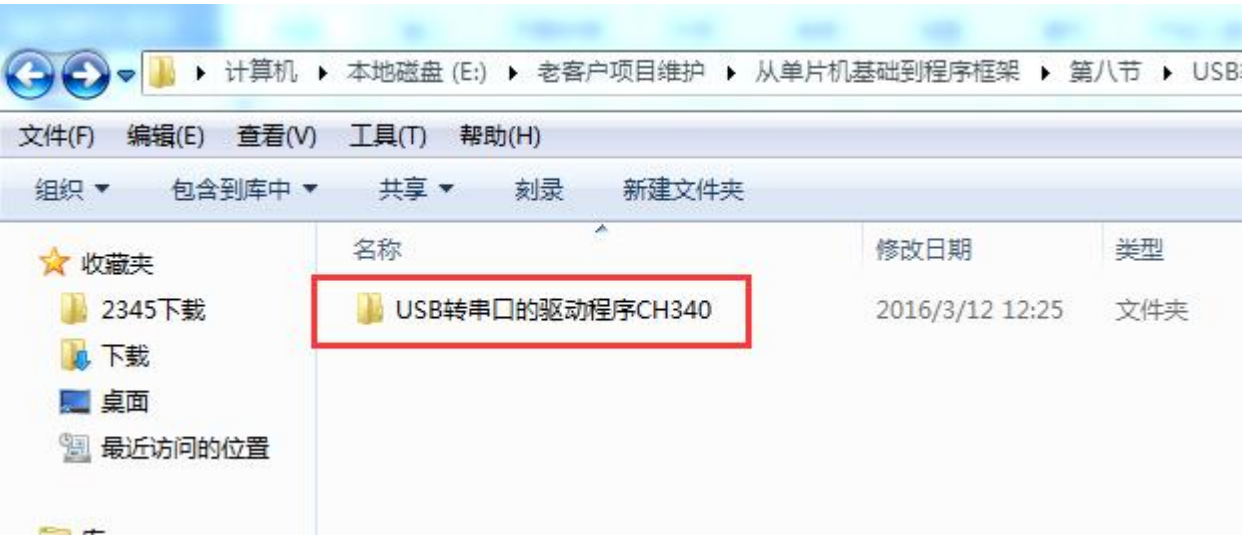 计算机 ▸ 本地磁盘 (E:) ▸ 老客户项目维护 ▸ 从单片机基础到程序框架 ▸ 第八节 ▸ USB
文件(F) 编辑(E) 查看(V) 工具(T) 帮助(H)
组织 包含到库中 共享 刻录 新建文件夹
名称 修改日期 类型
收藏夹
2345下载
USB转串口的驱动程序CH340 2016/3/12 12:25 文件夹
下载
桌面
最近访问的位置